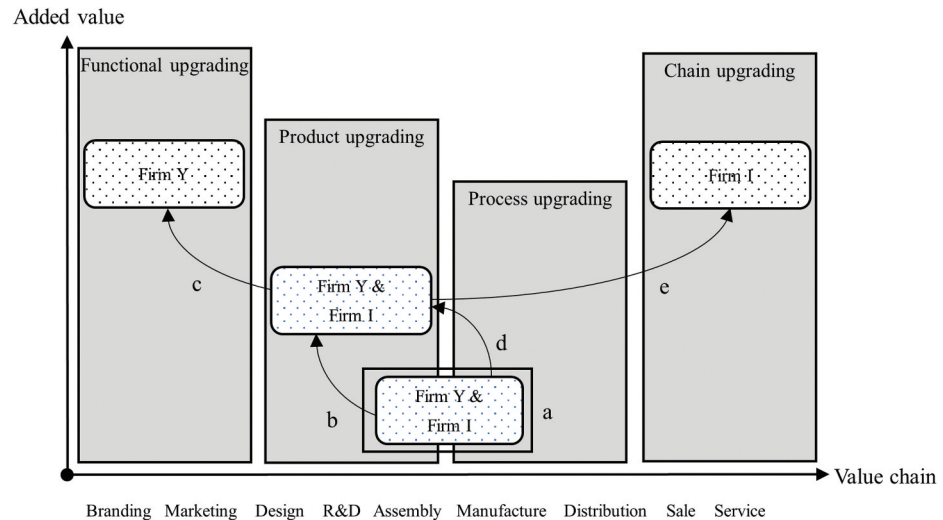 Added value
Functional upgrading
Chain upgrading
Product upgrading
Firm Y
Firm I
Process upgrading
c
Firm Y &
Firm I
e
d
Firm Y &
Firm I
b
a
Value chain
Branding Marketing Design R&D Assembly Manufacture Distribution Sale Service